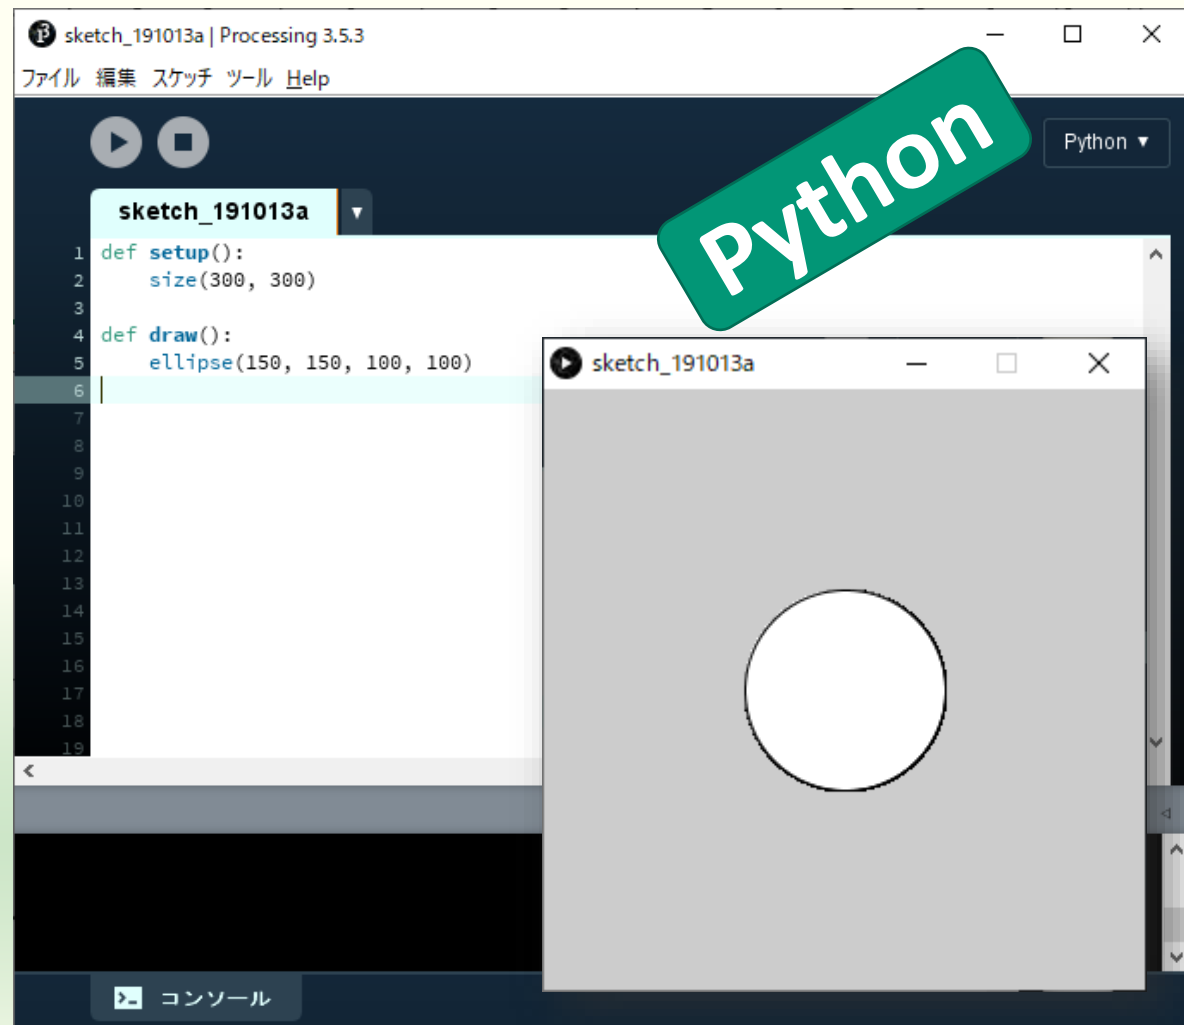 sketch_191013a | Processing 3.5.3
ファイル 編集 スケッチ ツール Help
Python
Python ▼
sketch_191013a ▼
1 def setup():
2     size(300, 300)
3
4 def draw():
5     ellipse(150, 150, 100, 100)
6
7
8
9
10
11
12
13
14
15
16
17
18
19
sketch_191013a
コンソール